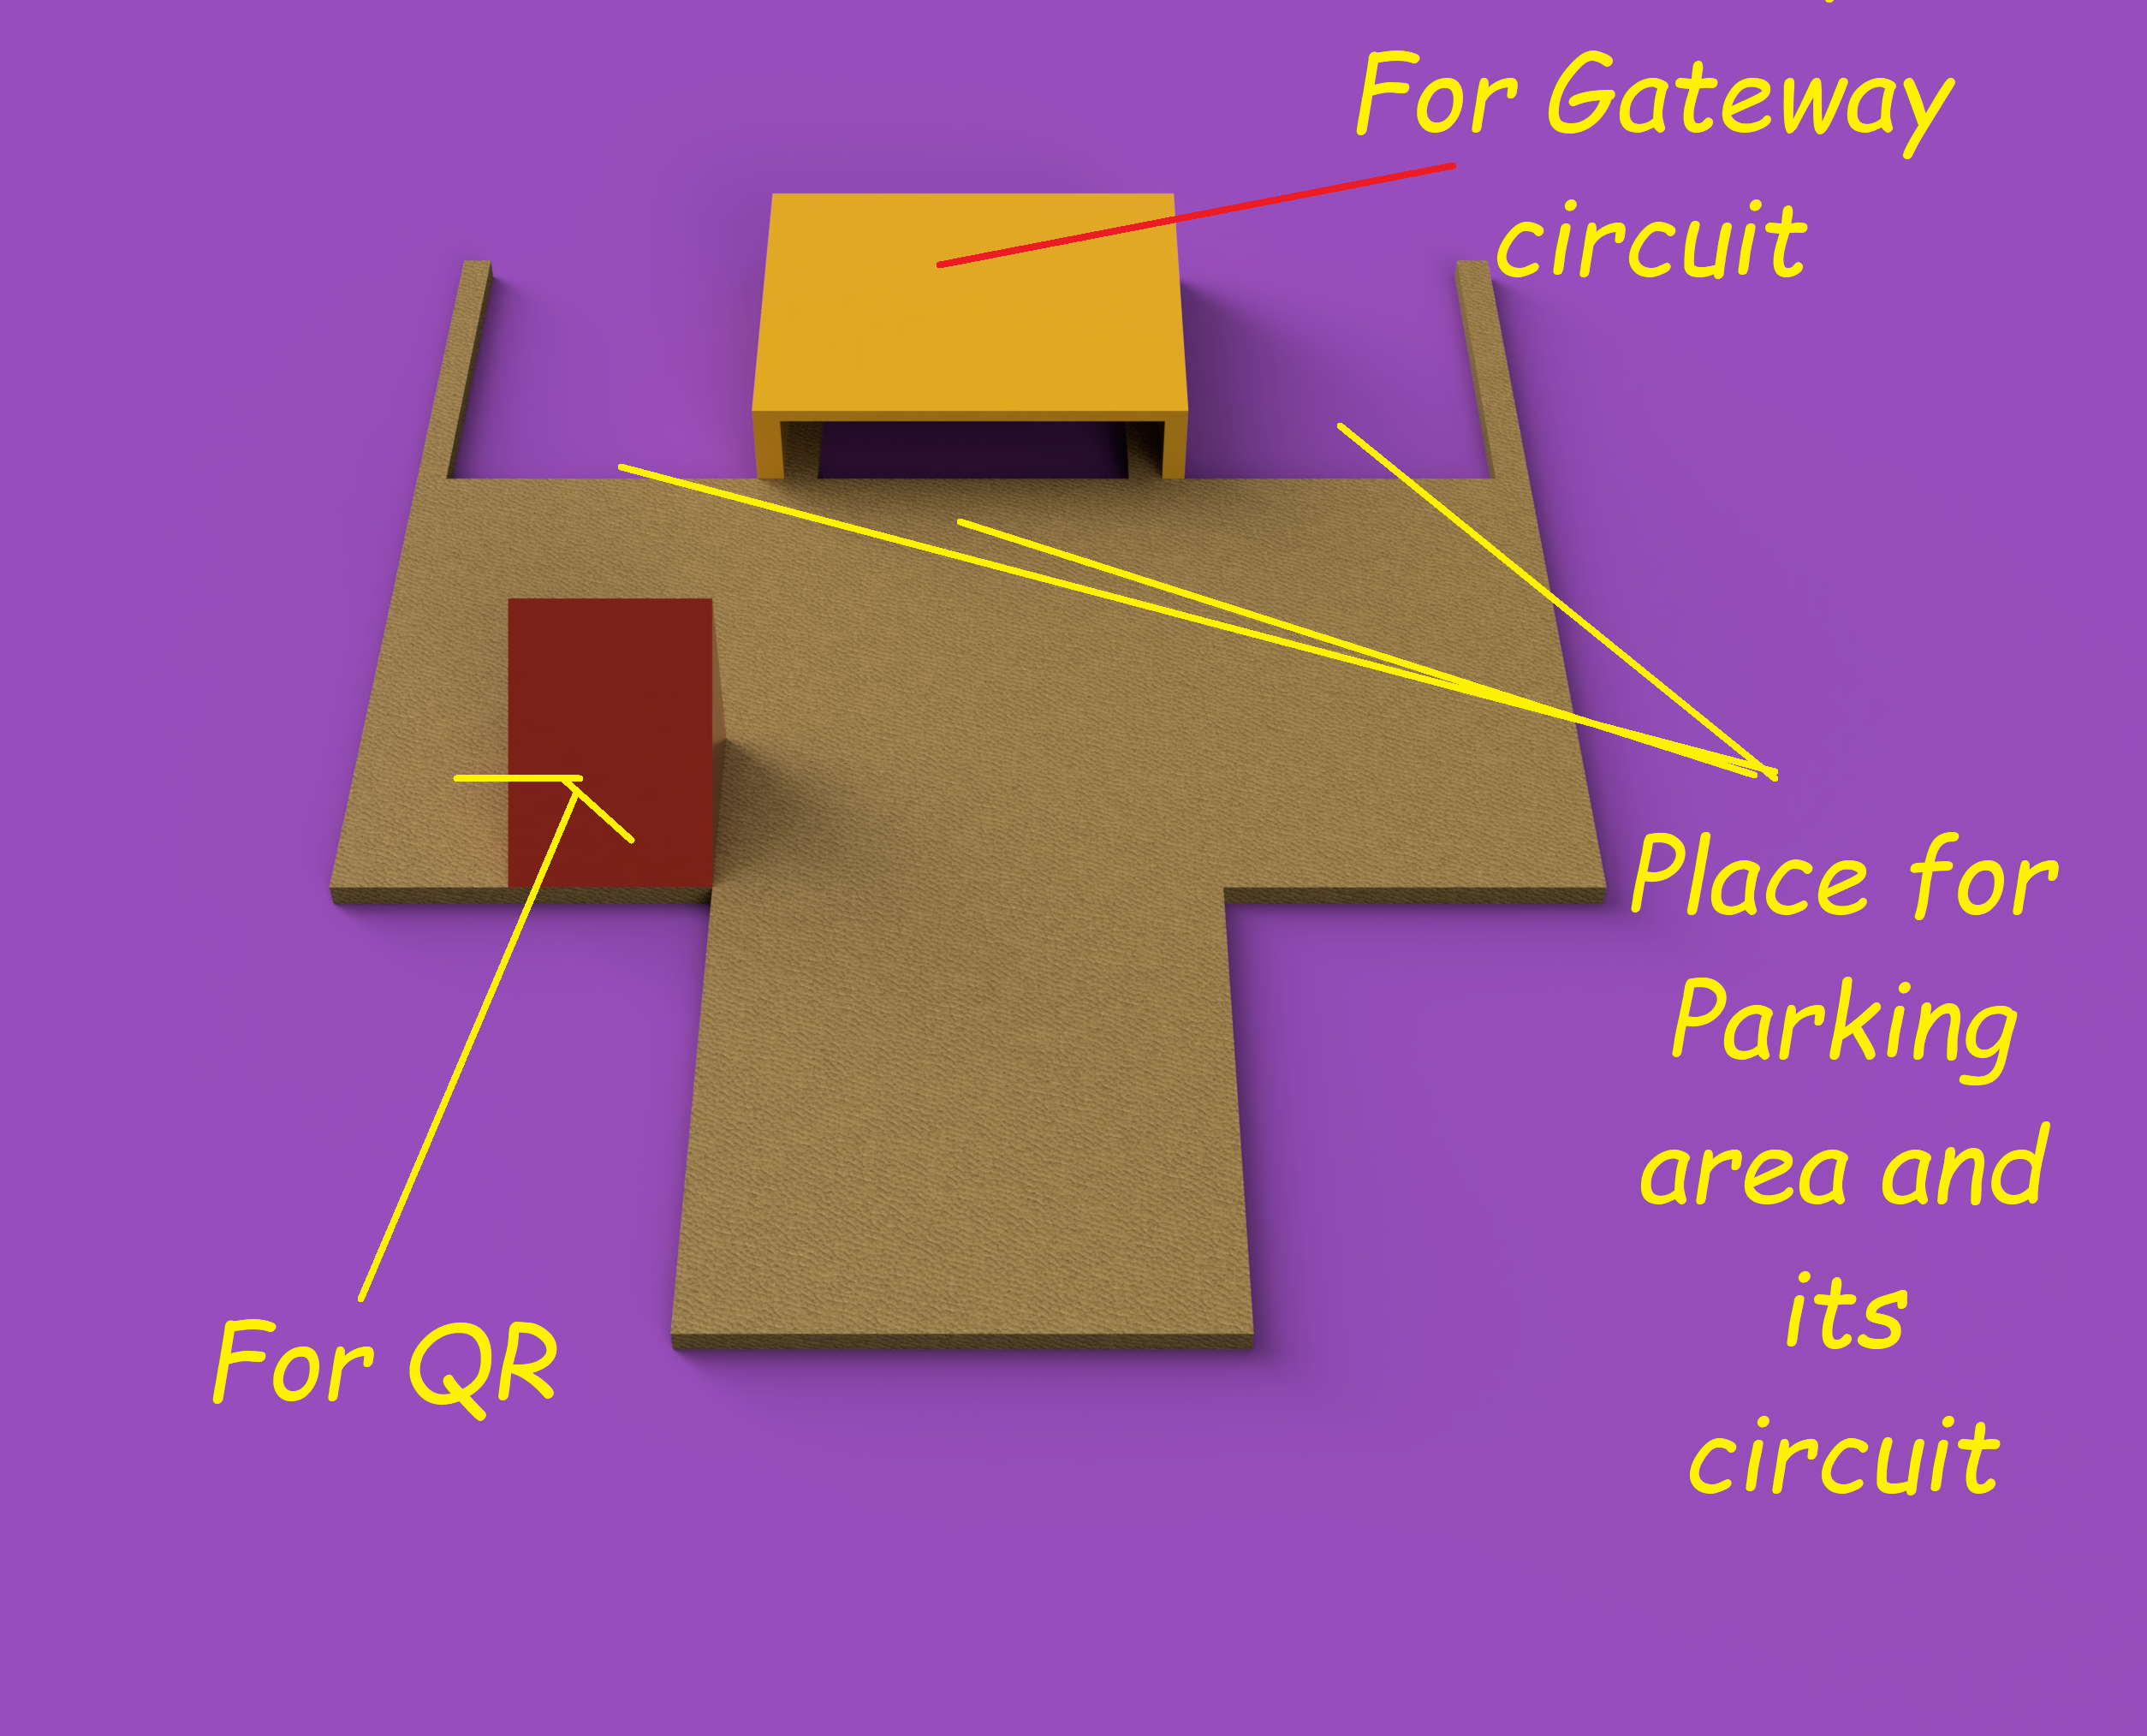 For Gateway
circuit
Place for
Parking
area and
its
circuit
For QR